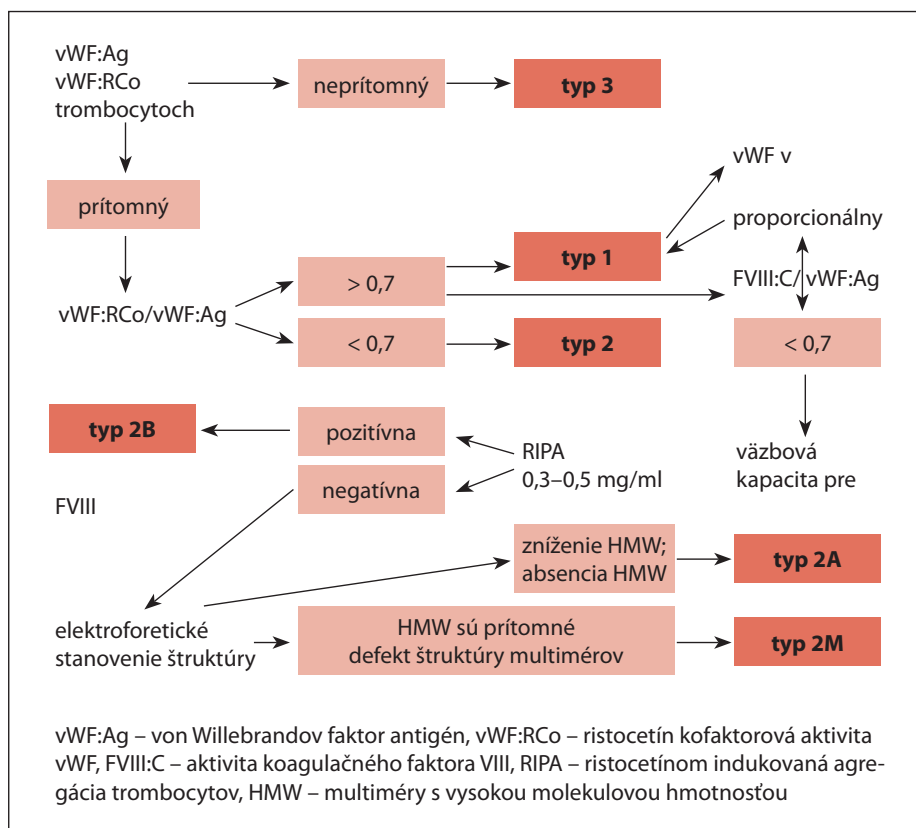 vWF:Ag
vWF:RCo
trombocytoch
neprítomný
typ 3
prítomný
vWF v
proporcionálny
typ 1
> 0,7
FVIII:C/ vWF:Ag
vWF:RCo/vWF:Ag
< 0,7
typ 2
< 0,7
typ 2B
pozitívna
RIPA
0,3–0,5 mg/ml
negatívna
väzbová
kapacita pre
FVIII
zníženie HMW;
absencia HMW
typ 2A
elektroforetické
stanovenie štruktúry
HMW sú prítomné
defekt štruktúry multimérov
typ 2M
vWF:Ag – von Willebrandov faktor antigén, vWF:RCo – ristocetín kofaktorová aktivita
vWF, FVIII:C – aktivita koagulačného faktora VIII, RIPA – ristocetínom indukovaná agre-
gácia trombocytov, HMW – multiméry s vysokou molekulovou hmotnosťou